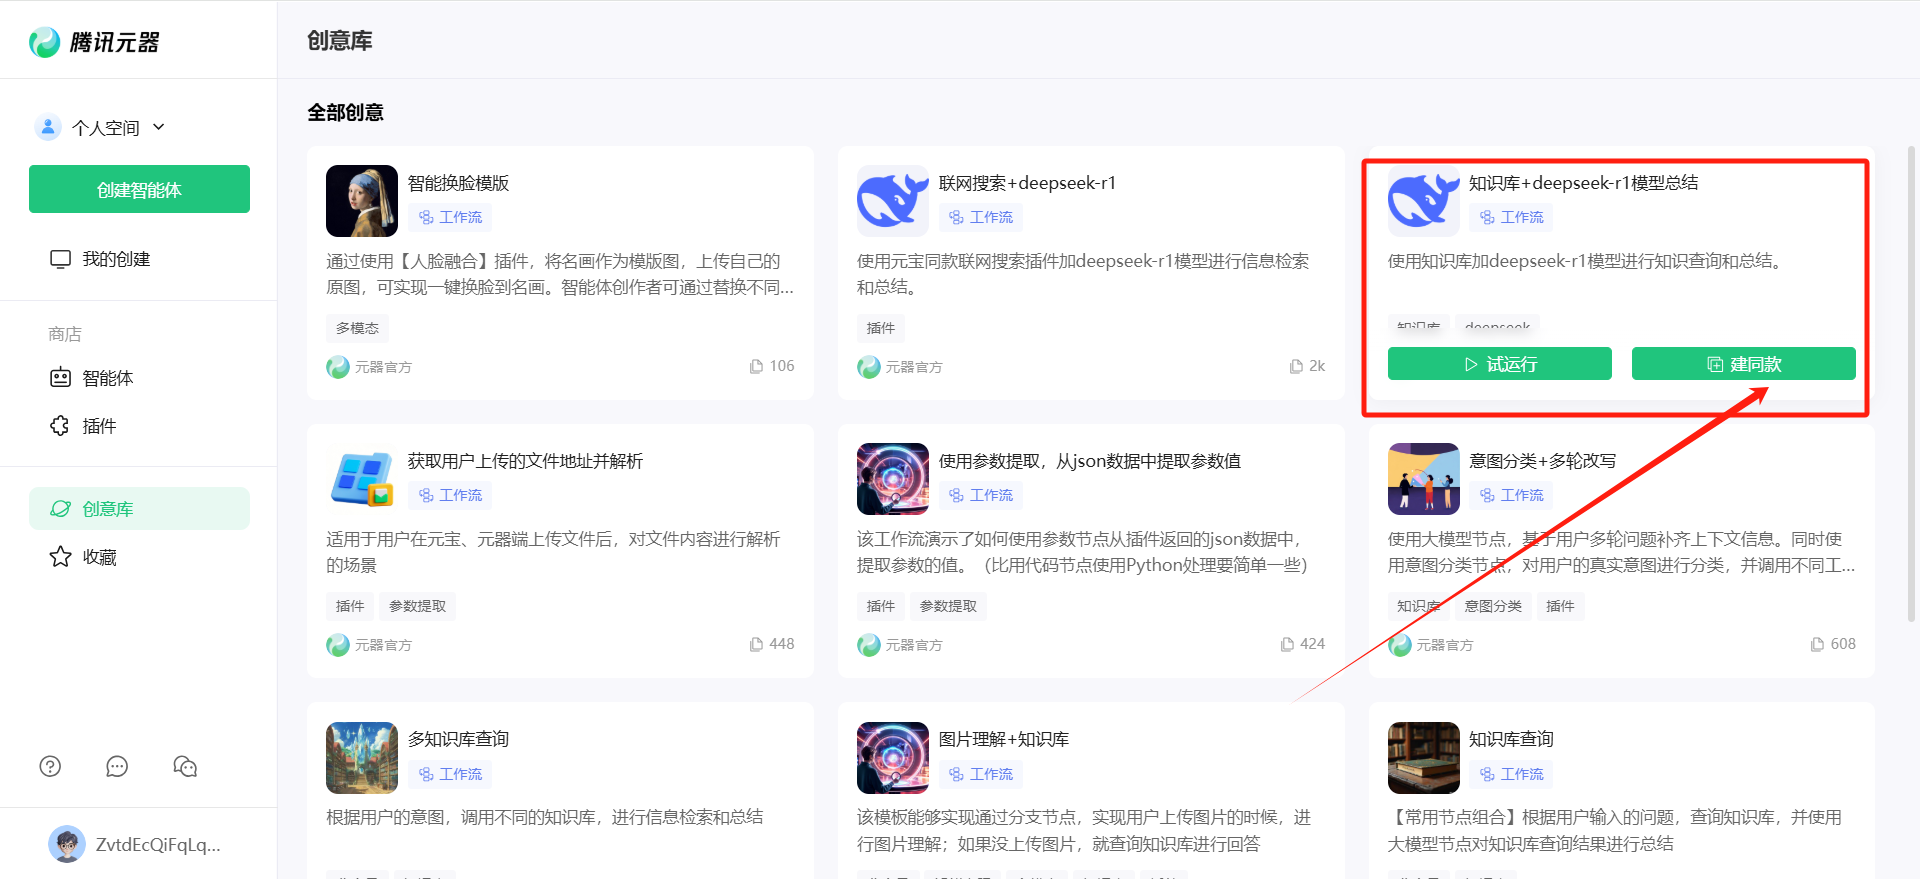 腾讯元器
个人空间
创建智能体
我的创建
商店
智能体
插件
创意库
收藏
ZvtdEcQiFqLq...
创意库
全部创意
智能换脸模版
工作流
通过使用【人脸融合】插件，将名画作为模版图，上传自己的
原图，可实现一键换脸到名画。智能体创作者可通过替换不同...
多模态
元器官方
106
联网搜索+deepseek-r1
工作流
使用元宝同款联网搜索插件加deepseek-r1模型进行信息检索
和总结。
插件
元器官方
2k
知识库+deepseek-r1模型总结
工作流
使用知识库加deepseek-r1模型进行知识查询和总结。
知识库 deepseek
试运行
建同款
获取用户上传的文件地址并解析
工作流
适用于用户在元宝、元器端上传文件后，对文件内容进行解析
的场景
插件 参数提取
元器官方
448
使用参数提取，从json数据中提取参数值
工作流
该工作流演示了如何使用参数节点从插件返回的json数据中，
提取参数的值。（比用代码节点使用Python处理要简单一些）
插件 参数提取
元器官方
424
意图分类+多轮改写
工作流
使用大模型节点，基于用户多轮问题补齐上下文信息。同时使
用意图分类节点，对用户的真实意图进行分类，并调用不同工...
知识库 意图分类 插件
元器官方
608
多知识库查询
工作流
根据用户的意图，调用不同的知识库，进行信息检索和总结
图片理解+知识库
工作流
该模板能够实现通过分支节点，实现用户上传图片的时候，进
行图片理解；如果没上传图片，就查询知识库进行回答
知识库查询
工作流
【常用节点组合】根据用户输入的问题，查询知识库，并使用
大模型节点对知识库查询结果进行总结